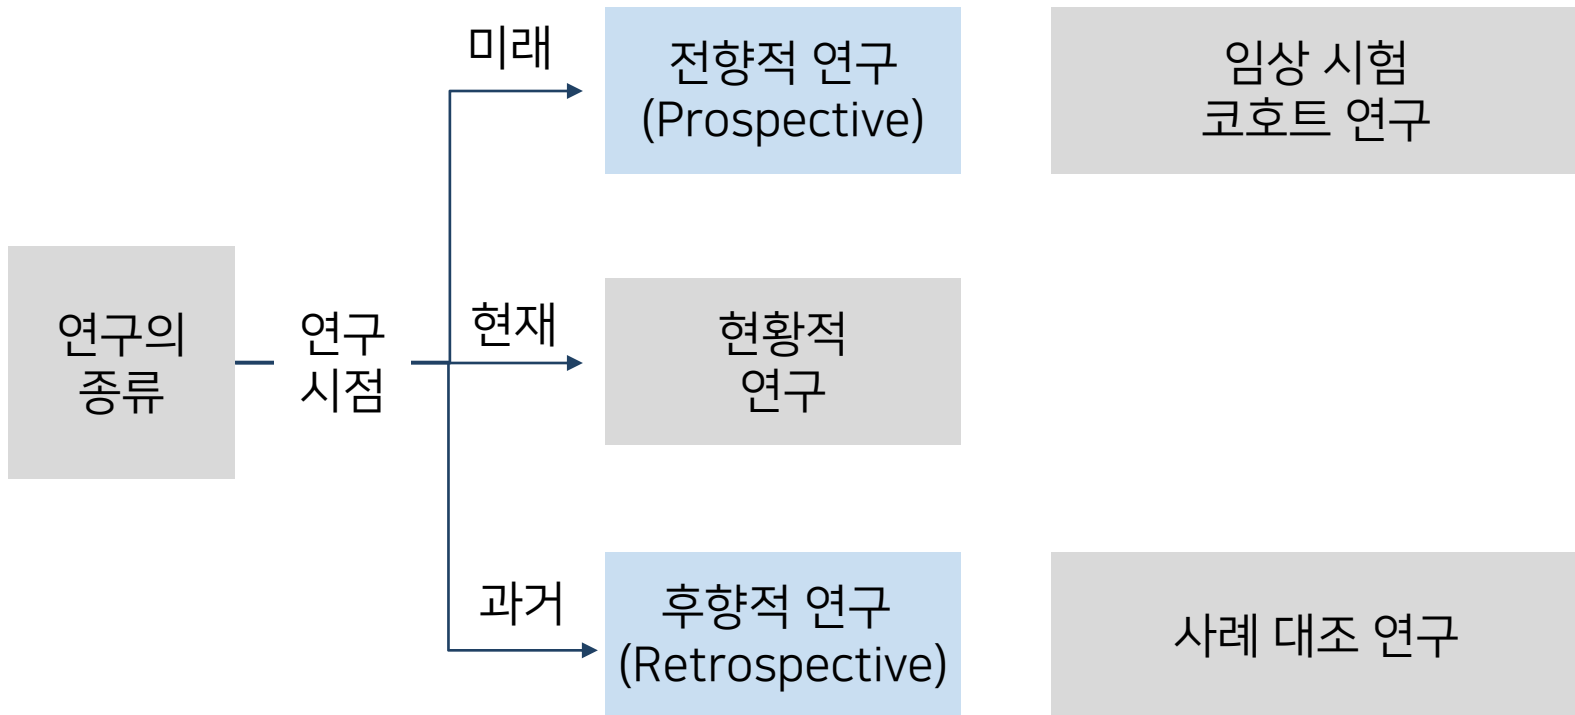 연구의
종류
연구
시점
미래
전향적 연구
(Prospective)
임상 시험
코호트 연구
현재
현황적
연구
과거
후향적 연구
(Retrospective)
사례 대조 연구